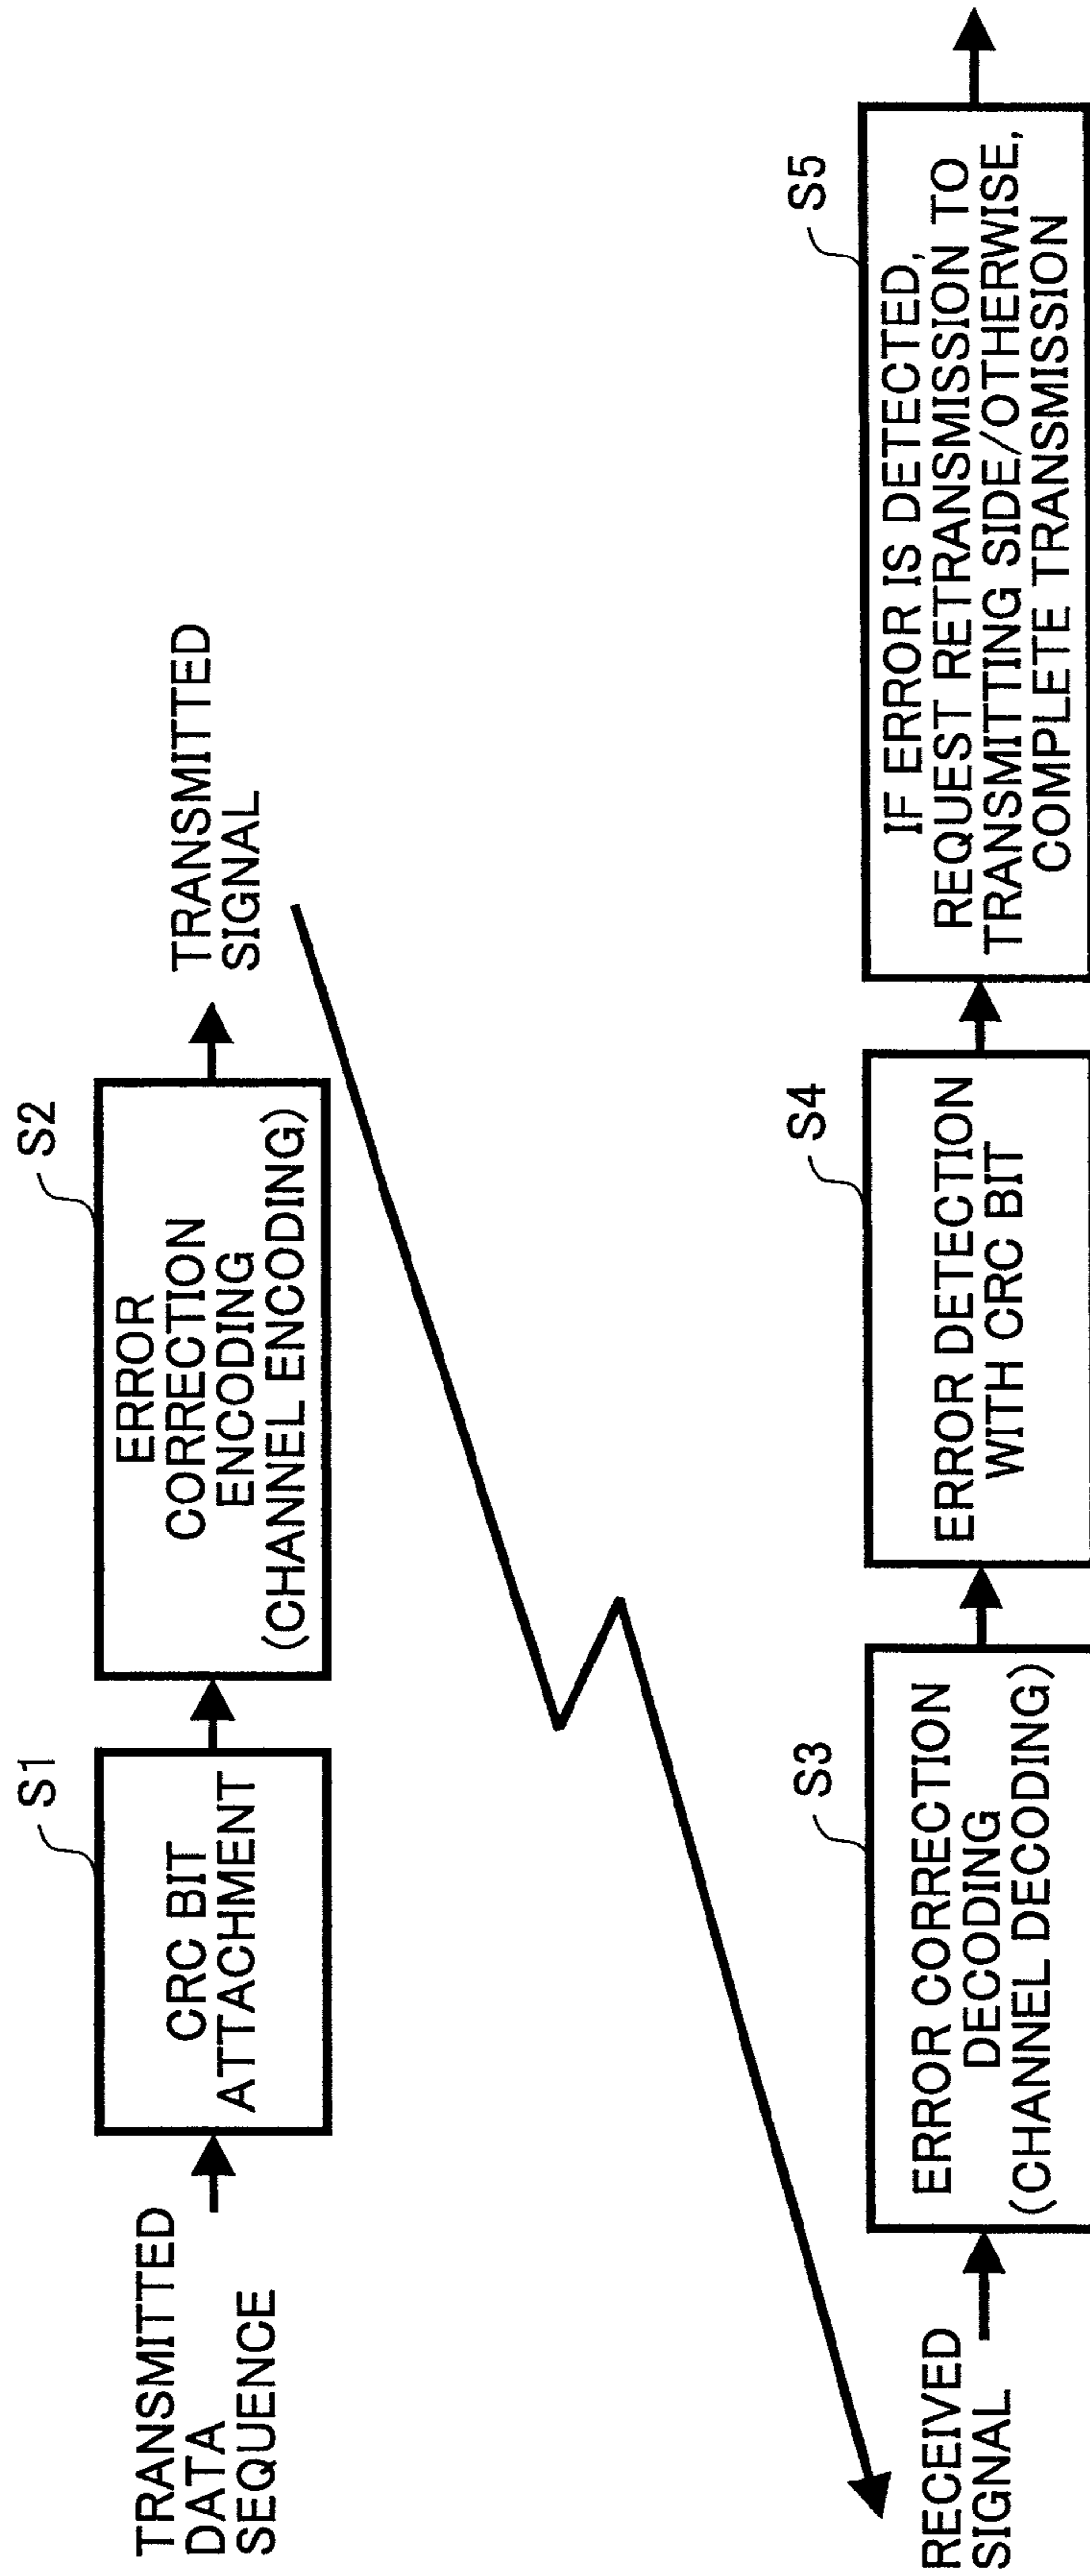 TRANSMITTED
DATA
SEQUENCE
S1
CRC BIT
ATTACHMENT
S2
ERROR
CORRECTION
ENCODING
(CHANNEL ENCODING)
TRANSMITTED
SIGNAL
RECEIVED
SIGNAL
S3
ERROR CORRECTION
DECODING
(CHANNEL DECODING)
S4
ERROR DETECTION
WITH CRC BIT
S5
IF ERROR IS DETECTED,
REQUEST RETRANSMISSION TO
TRANSMITTING SIDE/OTHERWISE,
COMPLETE TRANSMISSION